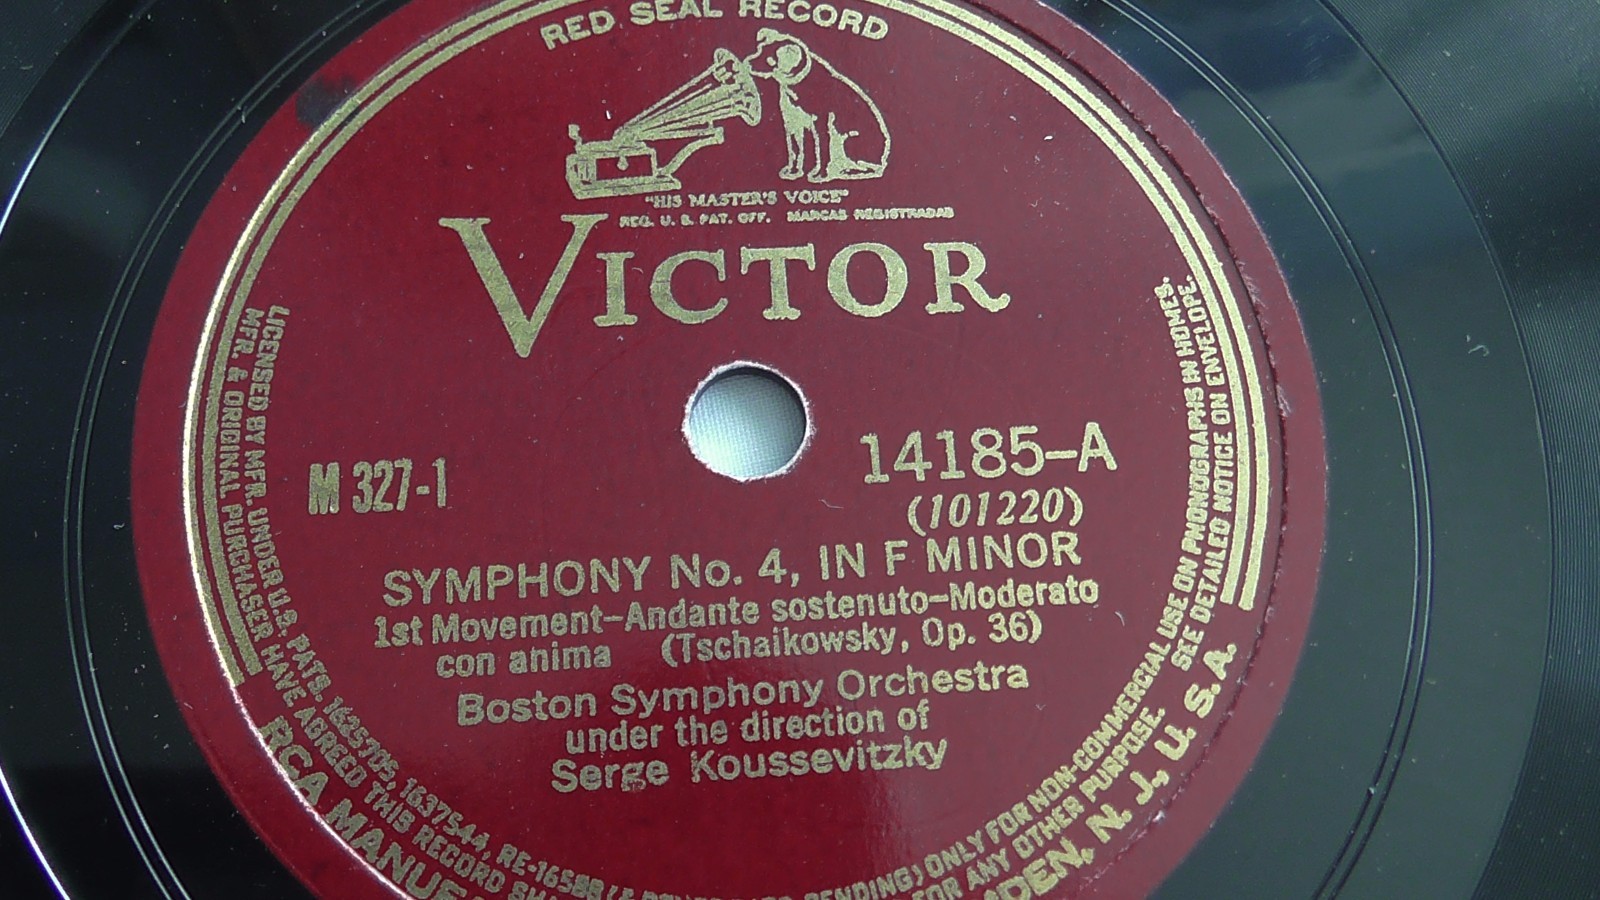 RED SEAL RECORD
"HIS MASTER'S VOICE"
REG. U. S. PAT. OFF. MARCAS REGISTRADAS
VICTOR
M 327-1
14185-A
(101220)
SYMPHONY No. 4, IN F MINOR
1st Movement-Andante sostenuto-Moderato
con anima (Tschaikowsky, Op. 36)
Boston Symphony Orchestra
under the direction of
Serge Koussevitzky
LICENSED BY MFR. UNDER U.S. PATS. 1625705, 1637544, RE-16588 PENDING) ONLY FOR NON-COMMERCIAL USE ON PHONOGRAPHS IN HOMES.
MFR. & ORIGINAL PURCHASER HAVE AGREED THIS RECORD FOR ANY OTHER PURPOSE. SEE DETAILED NOTICE ON ENVELOPE.
RCA N. J., U. S. A.